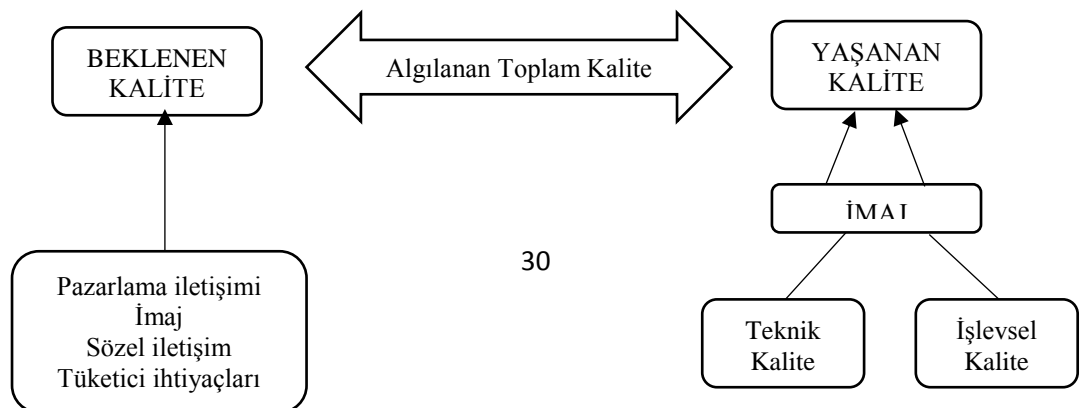 BEKLENEN
KALİTE
Algılanan Toplam Kalite
YAŞANAN
KALİTE
İMAJ
30
Pazarlama iletişimi
İmaj
Sözel iletişim
Tüketici ihtiyaçları
Teknik
Kalite
İşlevsel
Kalite